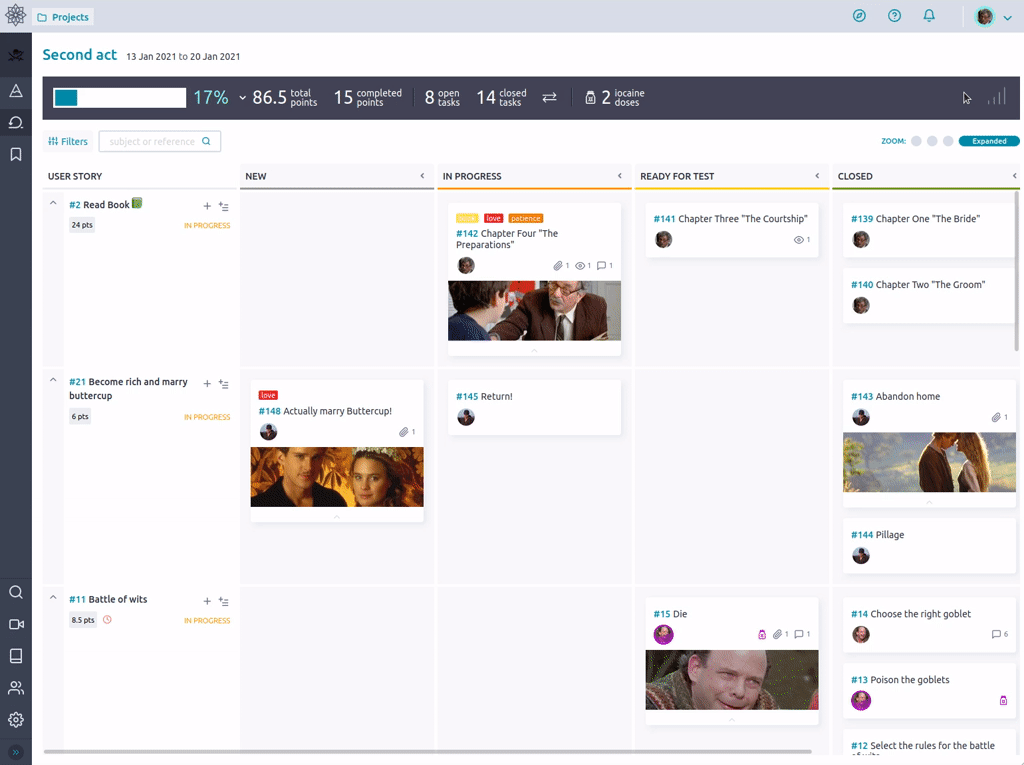 Projects
Second act 13 Jan 2021 to 20 Jan 2021
17% 86.5 total points 15 completed points 8 open tasks 14 closed tasks 2 iocaine doses
Filters subject or reference ZOOM: Expanded
USER STORY NEW IN PROGRESS READY FOR TEST CLOSED
#2 Read Book
24 pts IN PROGRESS
love patience
#142 Chapter Four "The
Preparations"
1 1 1
#141 Chapter Three "The Courtship"
1
#139 Chapter One "The Bride"
#140 Chapter Two "The Groom"
#21 Become rich and marry
buttercup
6 pts IN PROGRESS
love
#148 Actually marry Buttercup!
1
#145 Return!
#143 Abandon home
1
#144 Pillage
#11 Battle of wits
8.5 pts IN PROGRESS
#15 Die
1 1
#14 Choose the right goblet
6
#13 Poison the goblets
#12 Select the rules for the battle
of wits